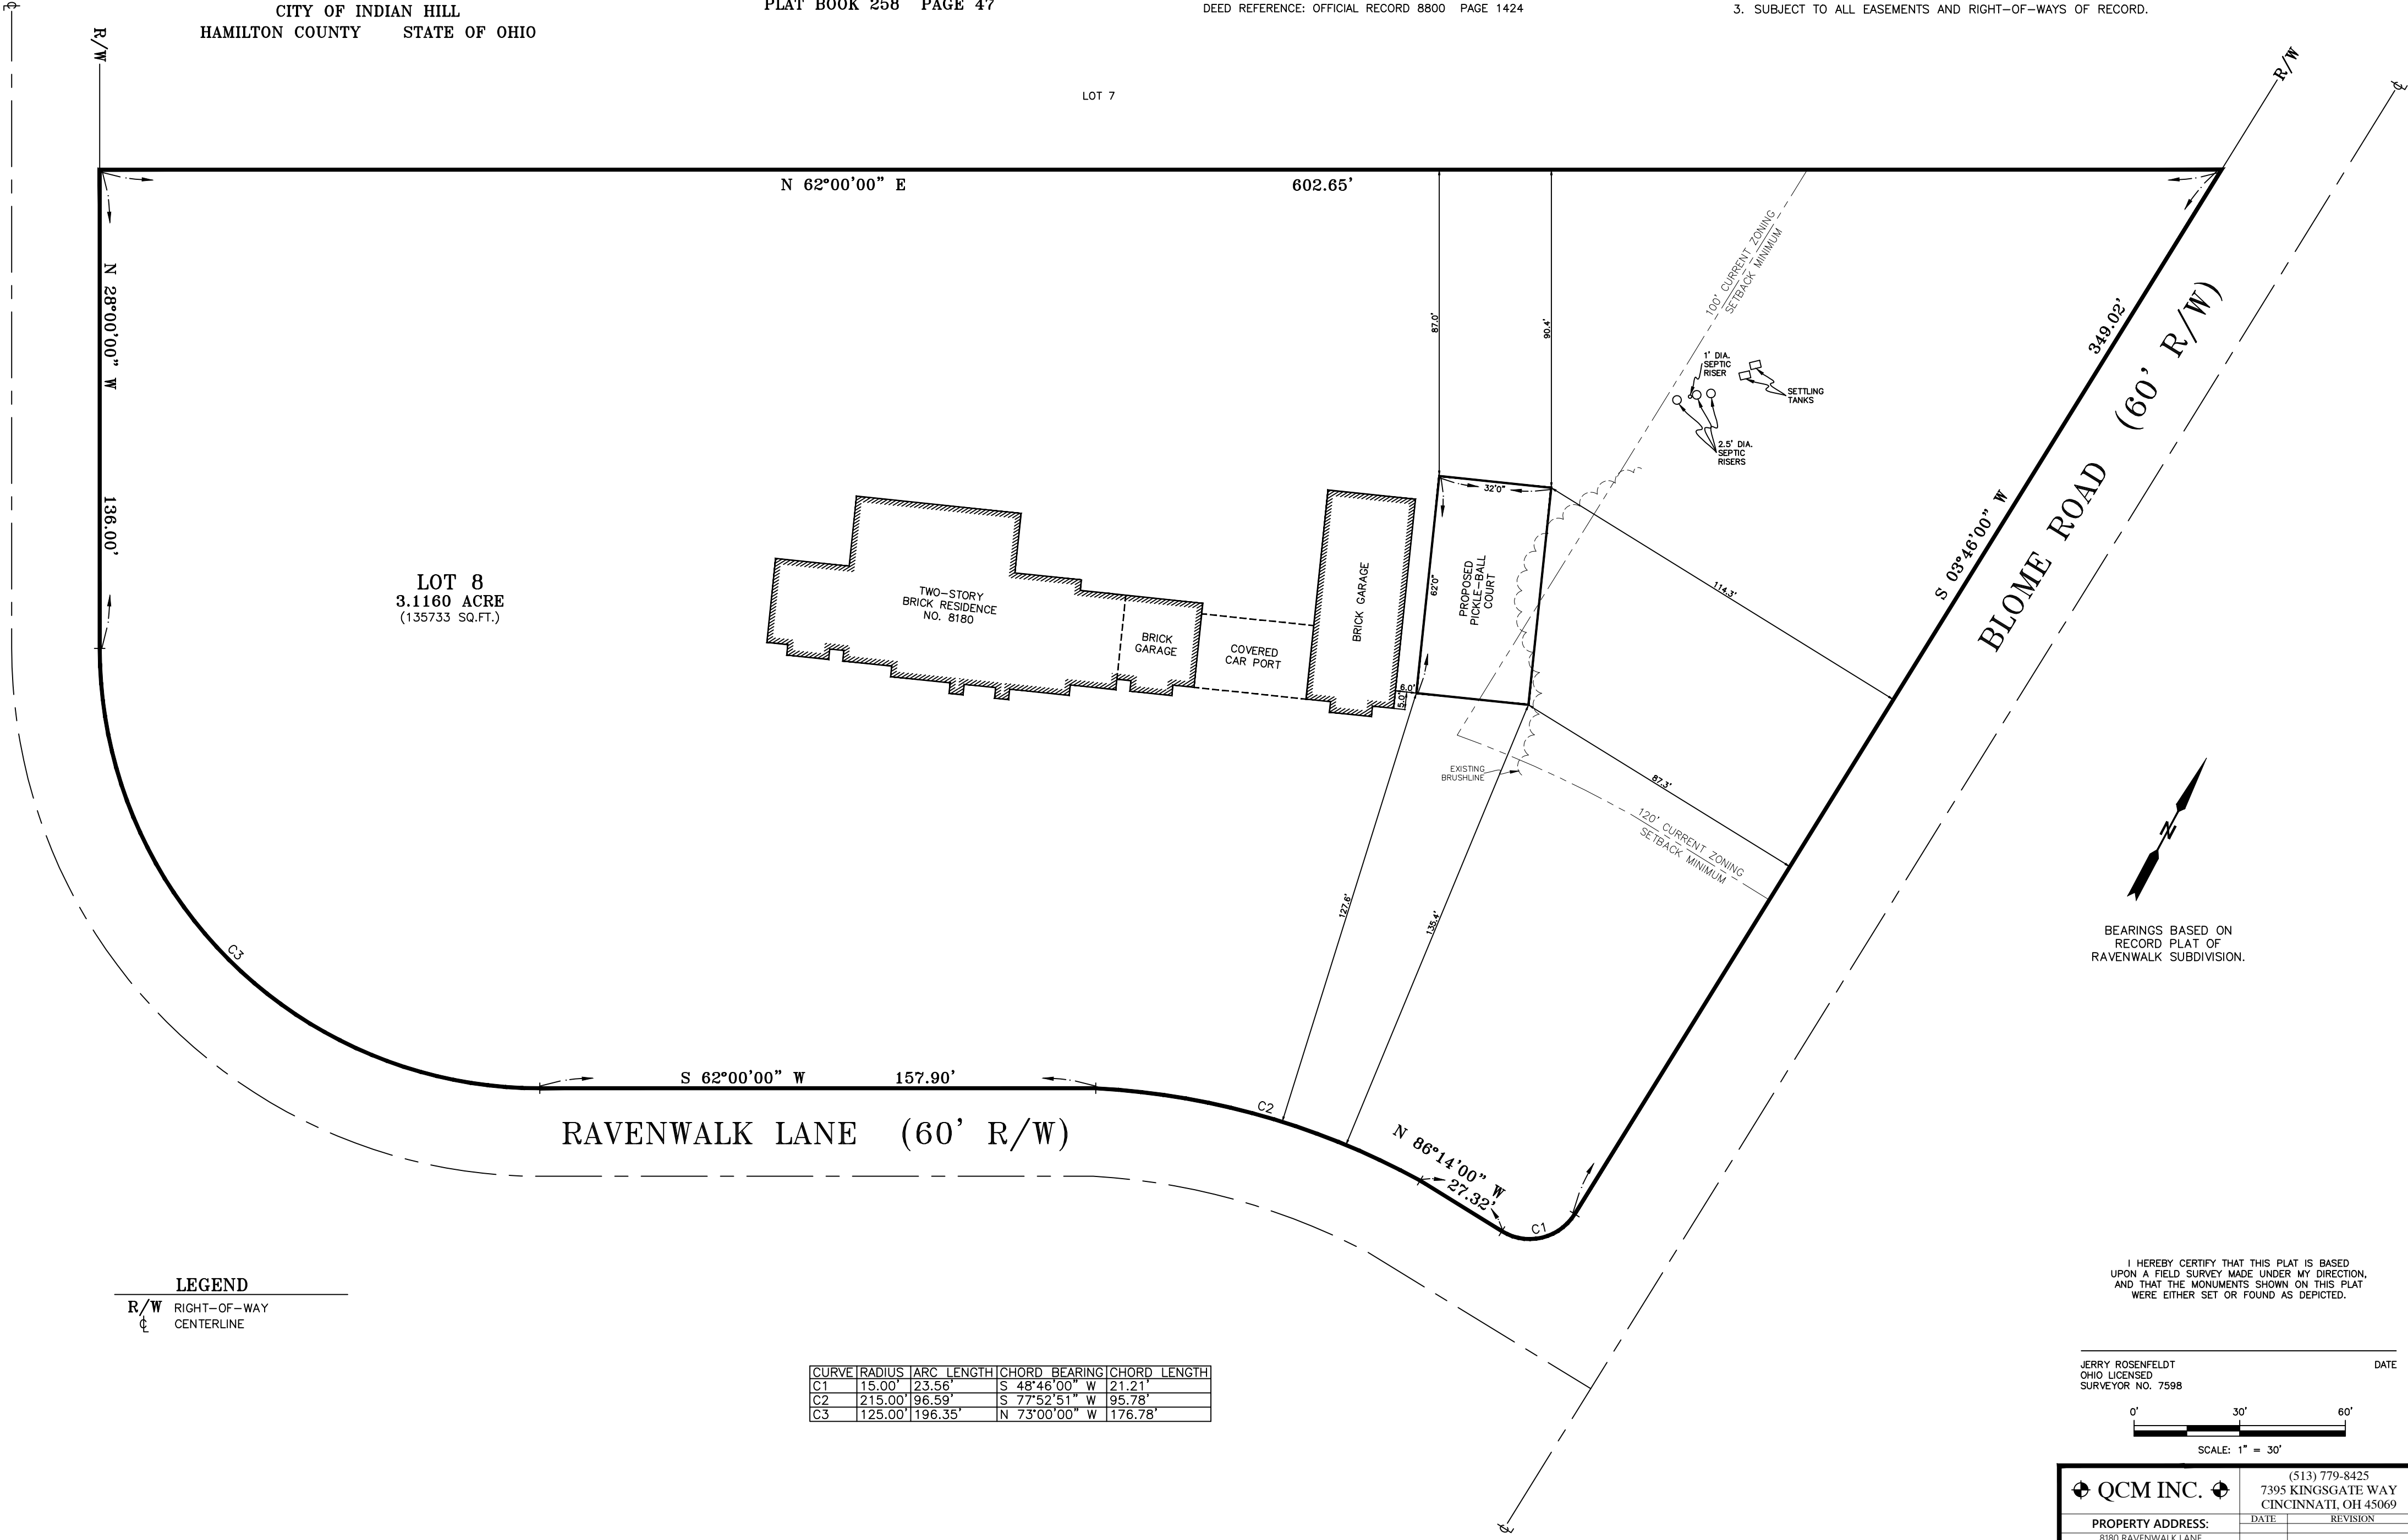 CITY OF INDIAN HILL
HAMILTON COUNTY STATE OF OHIO
PLAT BOOK 258 PAGE 47
DEED REFERENCE: OFFICIAL RECORD 8800 PAGE 1424
3. SUBJECT TO ALL EASEMENTS AND RIGHT-OF-WAYS OF RECORD.
R/W
R/W
LOT 7
N 62°00'00" E
602.65'
N 28°00'00" W
136.00'
87.0'
90.4'
100' CURRENT ZONING
SETBACK MINIMUM
1' DIA.
SEPTIC
RISER
SETTLING
TANKS
2.5' DIA.
SEPTIC
RISERS
349.02'
S 03°46'00" W
BLOME ROAD (60' R/W)
LOT 8
3.1160 ACRE
(135733 SQ.FT.)
TWO-STORY
BRICK RESIDENCE
NO. 8180
BRICK
GARAGE
COVERED
CAR PORT
BRICK GARAGE
32'0"
62'0"
PROPOSED
PICKLE-BALL
COURT
6.0'
5.0'
114.3'
87.3'
EXISTING
BRUSHLINE
120' CURRENT ZONING
SETBACK MINIMUM
127.6'
135.4'
N
BEARINGS BASED ON
RECORD PLAT OF
RAVENWALK SUBDIVISION.
C3
S 62°00'00" W
157.90'
C2
N 86°14'00" W
27.32'
C1
RAVENWALK LANE (60' R/W)
LEGEND
R/W RIGHT-OF-WAY
℄ CENTERLINE
CURVE RADIUS ARC LENGTH CHORD BEARING CHORD LENGTH
C1 15.00' 23.56' S 48°46'00" W 21.21'
C2 215.00' 96.59' S 77°52'51" W 95.78'
C3 125.00' 196.35' N 73°00'00" W 176.78'
I HEREBY CERTIFY THAT THIS PLAT IS BASED
UPON A FIELD SURVEY MADE UNDER MY DIRECTION,
AND THAT THE MONUMENTS SHOWN ON THIS PLAT
WERE EITHER SET OR FOUND AS DEPICTED.
JERRY ROSENFELDT DATE
OHIO LICENSED
SURVEYOR NO. 7598
0' 30' 60'
SCALE: 1" = 30'
QCM INC.
(513) 779-8425
7395 KINGSGATE WAY
CINCINNATI, OH 45069
PROPERTY ADDRESS:
DATE REVISION
8180 RAVENWALK LANE